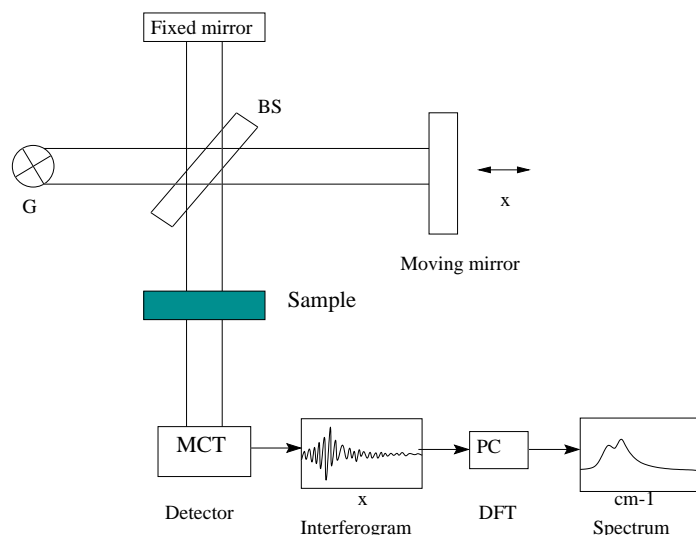 Fixed mirror
BS
G
x
Moving mirror
Sample
MCT
PC
x
cm-1
Detector
Interferogram
DFT
Spectrum